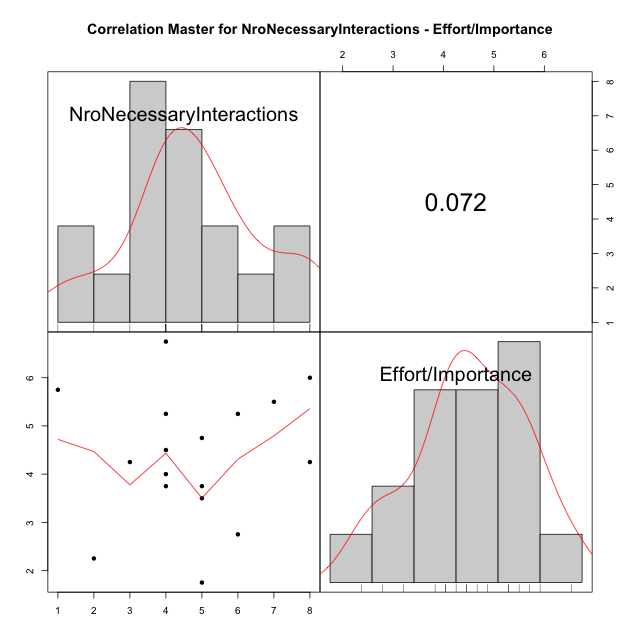 Correlation Master for NroNecessaryInteractions - Effort/Importance
2 3 4 5 6
NroNecessaryInteractions
0.072
8
7
6
5
4
3
2
1
6
5
4
3
2
Effort/Importance
1 2 3 4 5 6 7 8